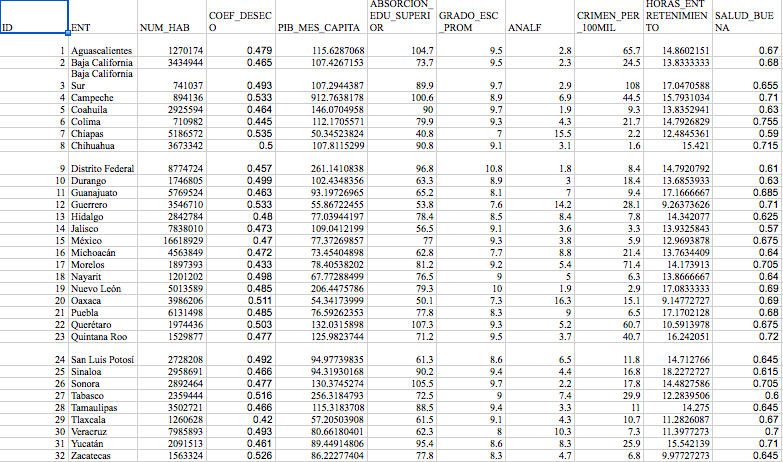 ID ENT NUM_HAB COEF_DESECO PIB_MES_CAPITA ABSORCION_EDU_SUPERIOR GRADO_ESC_PROM ANALF CRIMEN_PER_100MIL HORAS_ENTRETENIMIENTO SALUD_BUENA
1 Aguascalientes 1270174 0.479 115.6287068 104.7 9.5 2.8 65.7 14.8602151 0.67
2 Baja California 3434944 0.465 107.4267153 73.7 9.5 2.3 24.5 13.8333333 0.68
3 Baja California Sur 741037 0.493 107.2944387 89.9 9.7 2.9 108 17.0470588 0.655
4 Campeche 894136 0.533 912.7638178 100.6 8.9 6.9 44.5 15.7931034 0.71
5 Coahuila 2925594 0.464 146.0704958 90 9.7 1.9 9.3 13.8352941 0.63
6 Colima 710982 0.445 112.1705571 79.9 9.3 4.3 21.7 14.7926829 0.755
7 Chiapas 5186572 0.535 50.34523824 40.8 7 15.5 2.2 12.4845361 0.59
8 Chihuahua 3673342 0.5 107.8115299 90.8 9.1 3.1 1.6 15.421 0.715
9 Distrito Federal 8774724 0.457 261.1410838 96.8 10.8 1.8 8.4 14.7920792 0.61
10 Durango 1746805 0.499 102.4348356 63.3 8.9 3 18.4 13.6853933 0.63
11 Guanajuato 5769524 0.463 93.19726965 65.2 8.1 7 9.4 17.1666667 0.685
12 Guerrero 3546710 0.533 55.86722455 53.8 7.6 14.2 28.1 9.26373626 0.71
13 Hidalgo 2842784 0.48 77.03944197 78.4 8.5 8.4 7.8 14.342077 0.625
14 Jalisco 7838010 0.473 109.0412199 56.5 9.1 3.6 3.3 13.9325843 0.57
15 México 16618929 0.47 77.37269857 77 9.3 3.8 5.9 12.9693878 0.675
16 Michoacán 4563849 0.472 73.45404898 62.8 7.7 8.8 21.4 13.7634409 0.64
17 Morelos 1897393 0.433 78.40538202 81.2 9.2 5.4 71.4 14.173913 0.705
18 Nayarit 1201202 0.498 67.77288499 76.5 9 5 6.3 13.8666667 0.64
19 Nuevo León 5013589 0.485 206.4475786 79.3 10 1.9 2.9 17.0833333 0.69
20 Oaxaca 3986206 0.511 54.34173999 50.1 7.3 16.3 15.1 9.14772727 0.69
21 Puebla 6131498 0.485 76.59262353 77.8 8.3 9 6.5 17.1702128 0.68
22 Querétaro 1974436 0.503 132.0315898 107.3 9.3 5.2 60.7 10.5913978 0.675
23 Quintana Roo 1529877 0.477 125.9823744 71.2 9.5 3.7 40.7 16.242051 0.72
24 San Luis Potosí 2728208 0.492 94.97739835 61.3 8.6 6.5 11.8 14.712766 0.645
25 Sinaloa 2958691 0.466 94.31930168 90.2 9.4 4.4 16.8 18.2272727 0.615
26 Sonora 2892464 0.477 130.3745274 105.5 9.7 2.2 17.8 14.4827586 0.705
27 Tabasco 2359444 0.516 256.3184793 72.5 9 7.4 29.9 12.2839506 0.6
28 Tamaulipas 3502721 0.466 115.3183708 88.5 9.4 3.3 11 14.275 0.645
29 Tlaxcala 1260628 0.42 57.20503908 61.5 9.1 4.3 10.7 11.2826087 0.67
30 Veracruz 7985893 0.493 80.66180401 62.3 8 10.3 7.3 11.3977273 0.7
31 Yucatán 2091513 0.461 89.44914806 95.4 8.6 8.3 25.9 15.542139 0.71
32 Zacatecas 1563324 0.526 86.22277404 77.8 8.3 4.7 6.8 9.97727273 0.645